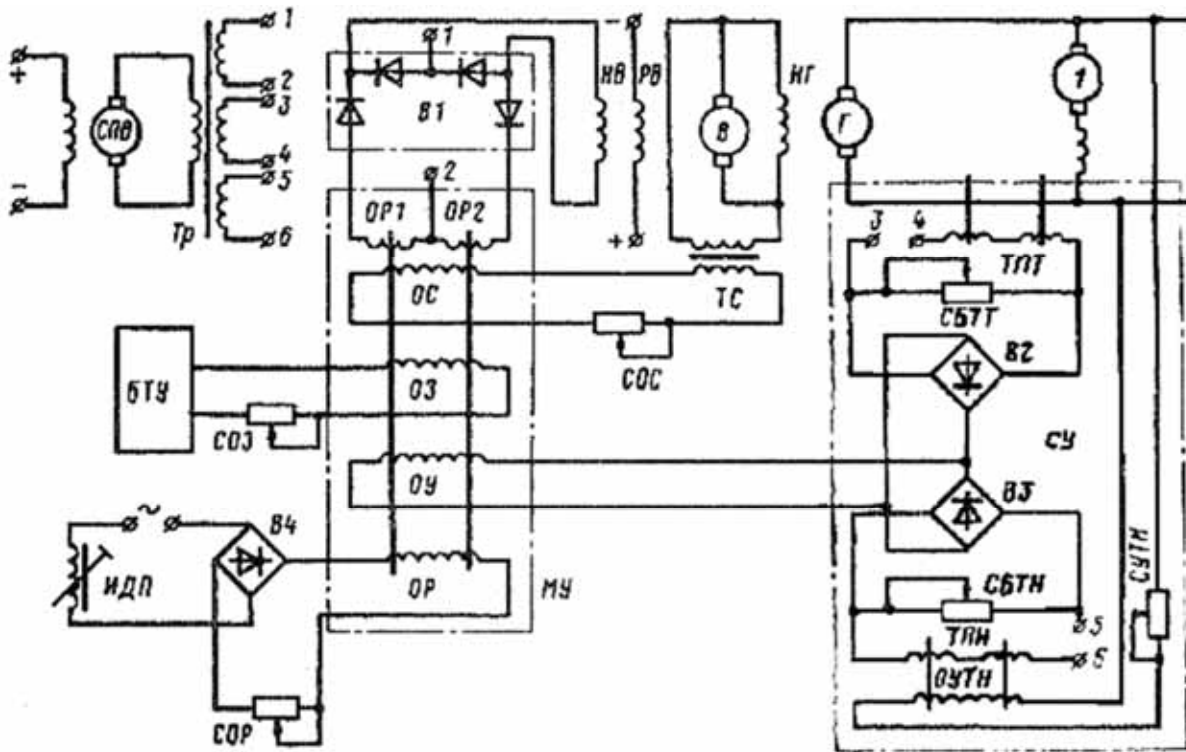 +
-
СПВ
Тр
1
2
3
4
5
6
1
В1
2
ОР1
ОР2
НВ
-
РВ
+
В
НГ
Г
1
ОС
ТС
СОС
БТУ
ОЗ
СОЗ
ОУ
~
В4
ИДП
ОР
МУ
СОР
3
4
ТПТ
СБТТ
В2
СУ
В3
СУТН
СБТН
5
ТПН
6
ОУТН